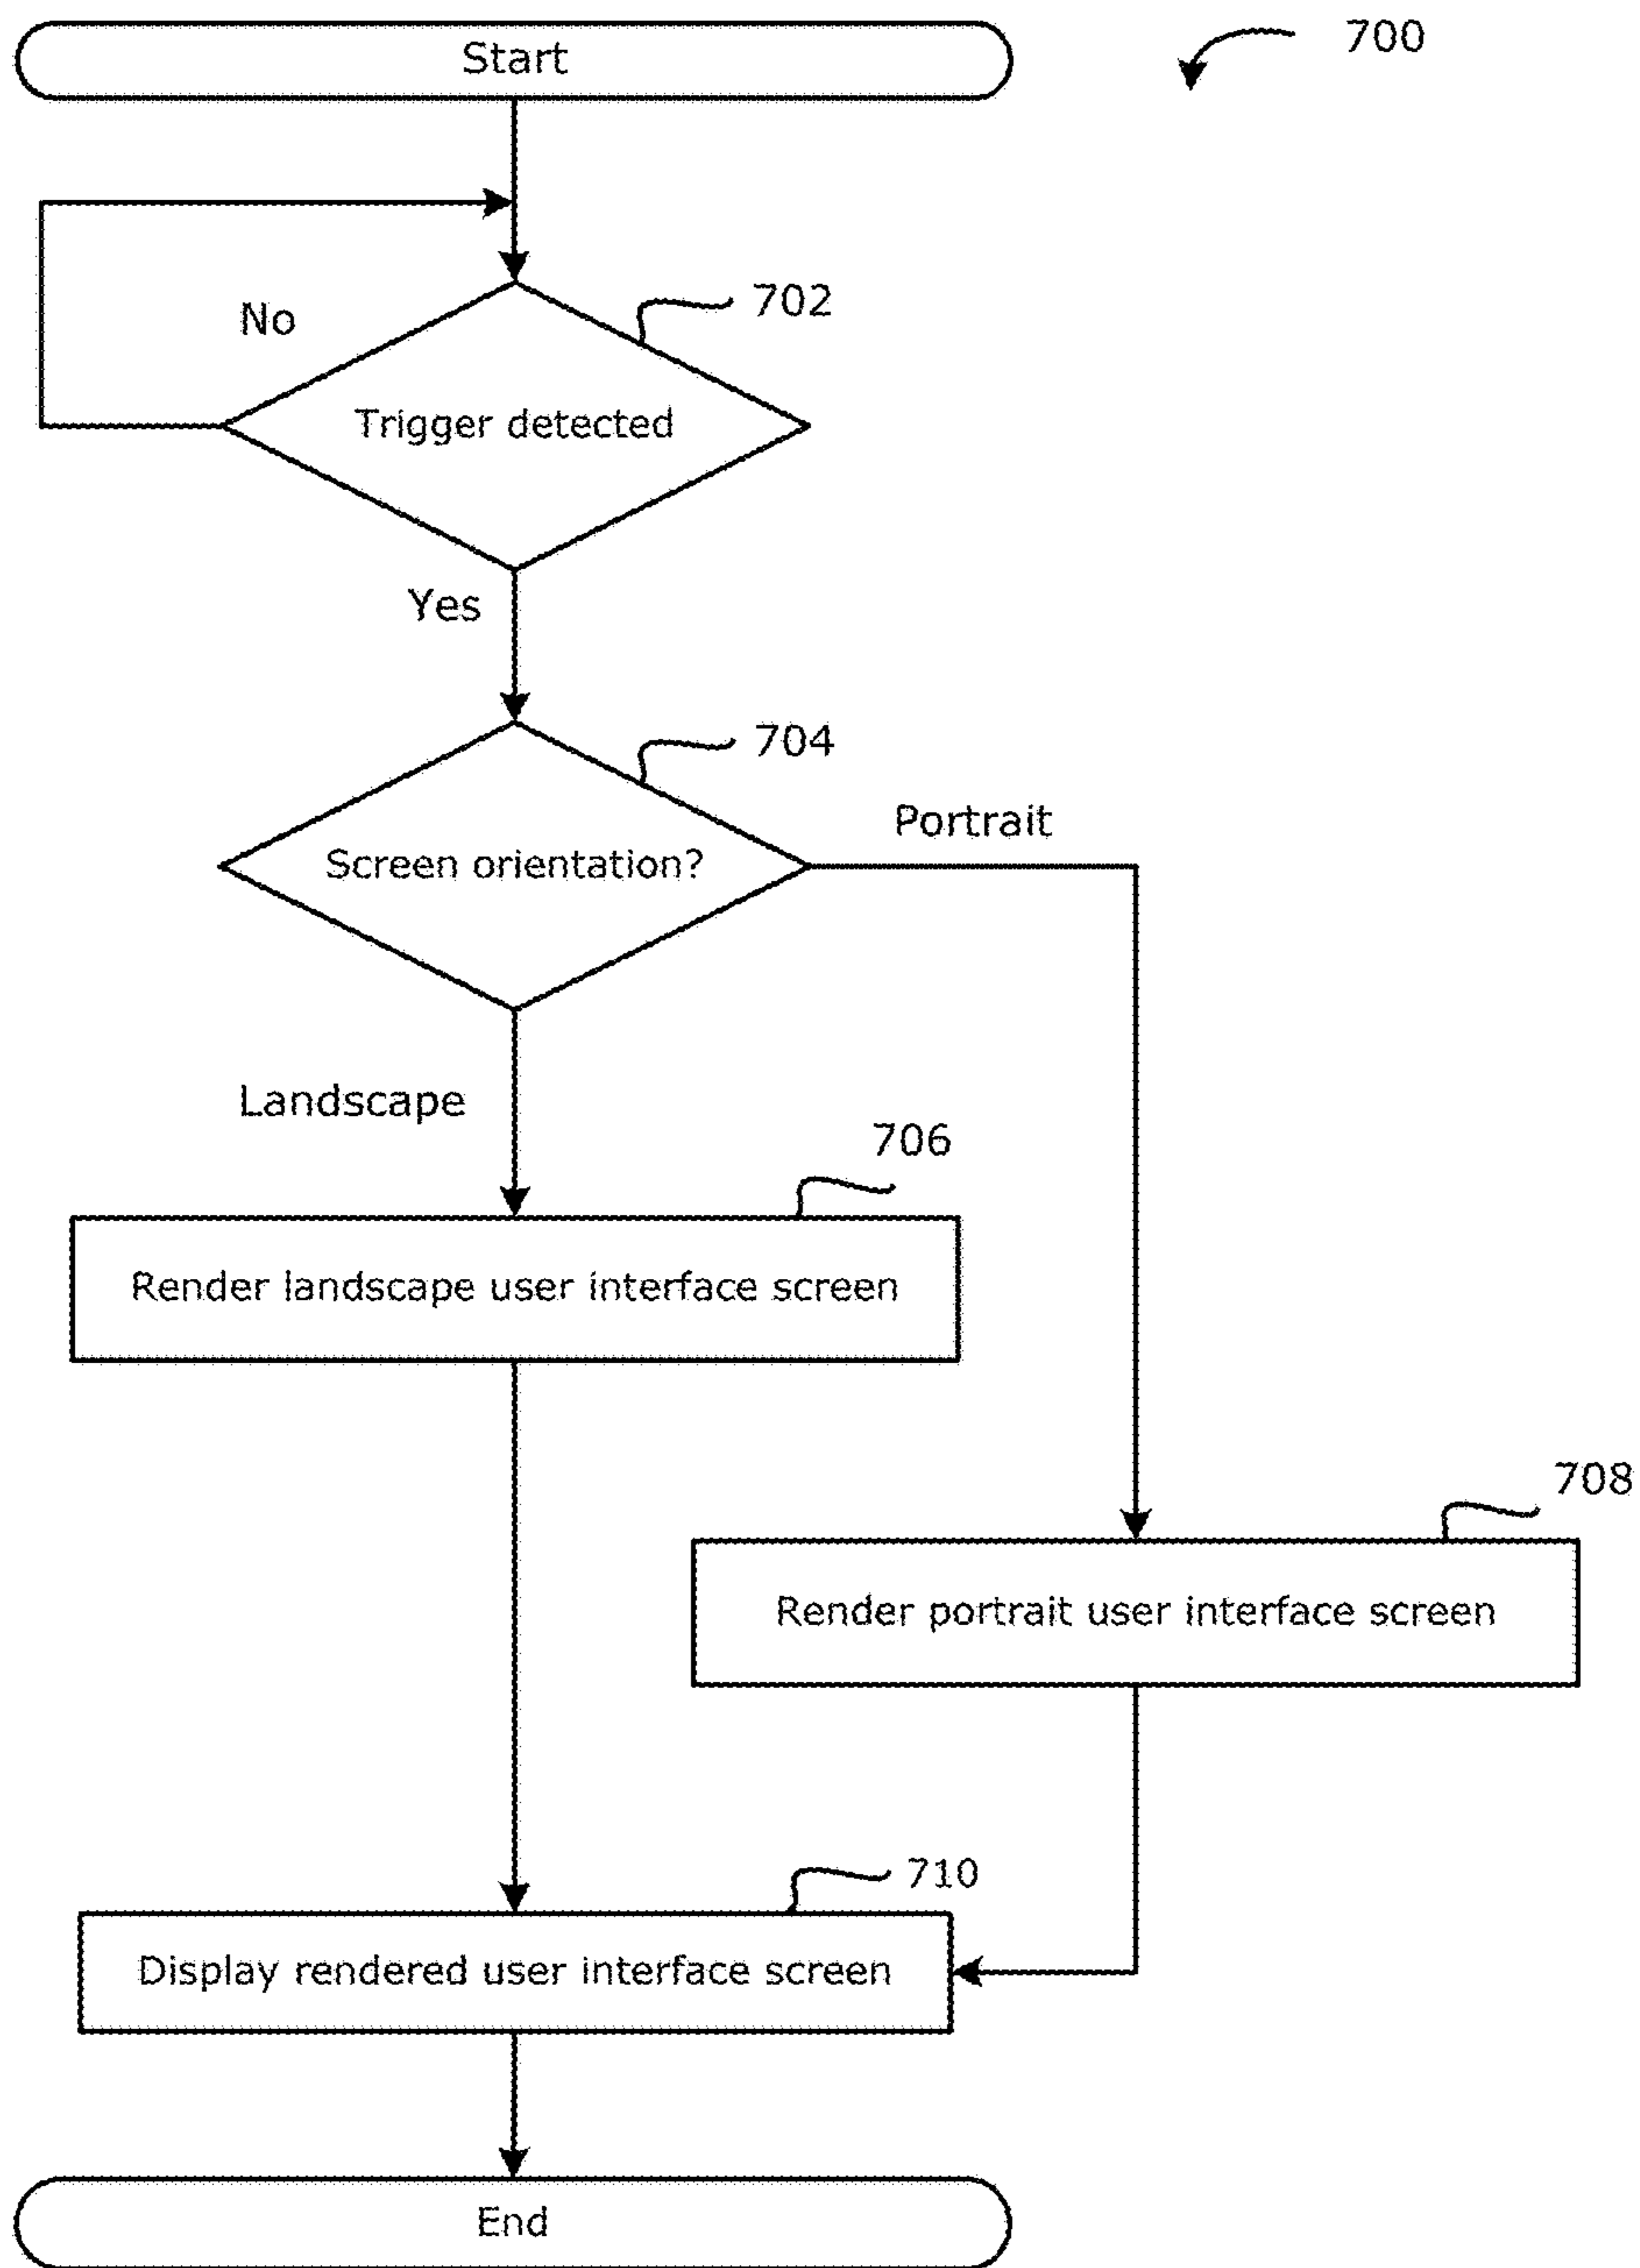 Start
700
No
702
Trigger detected
Yes
704
Portrait
Screen orientation?
Landscape
706
Render landscape user interface screen
708
Render portrait user interface screen
710
Display rendered user interface screen
End